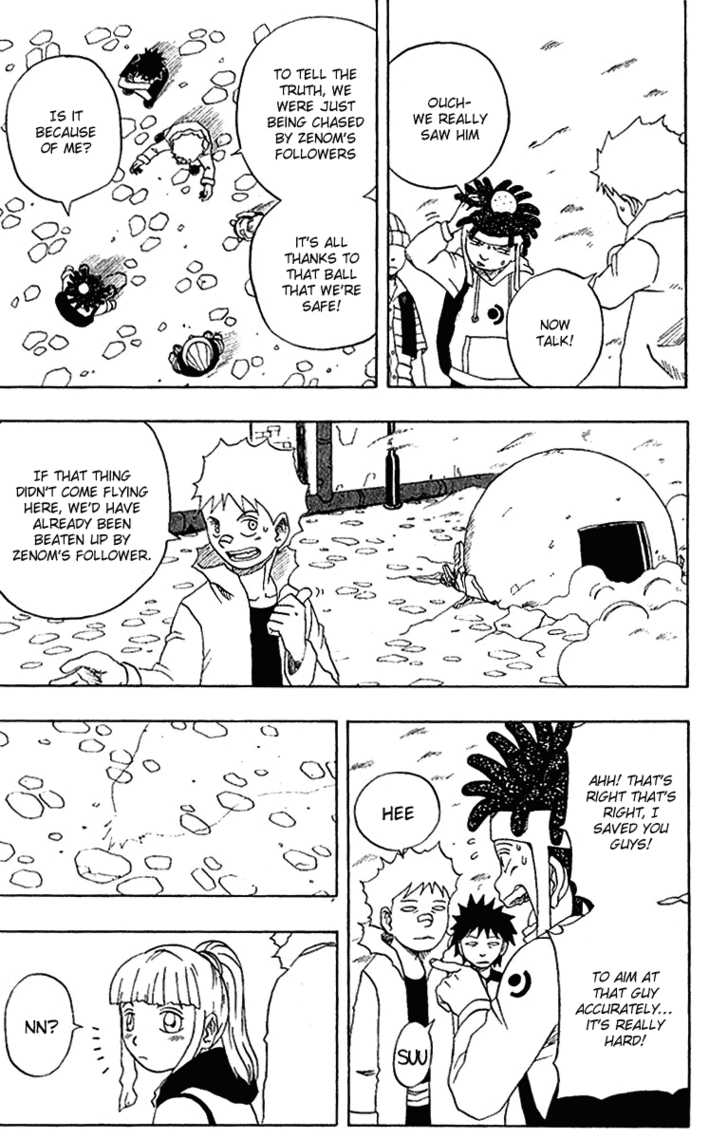 OUCH-
WE REALLY
SAW HIM
NOW
TALK!
TO TELL THE
TRUTH, WE
WERE JUST
BEING CHASED
BY ZENOM'S
FOLLOWERS
IT'S ALL
THANKS TO
THAT BALL
THAT WE'RE
SAFE!
IS IT
BECAUSE
OF ME?
IF THAT THING
DIDN'T COME FLYING
HERE, WE'D HAVE
ALREADY BEEN
BEATEN UP BY
ZENOM'S FOLLOWER.
AHH! THAT'S
RIGHT THAT'S
RIGHT, I
SAVED YOU
GUYS!
HEE
TO AIM AT
THAT GUY
ACCURATELY...
IT'S REALLY
HARD!
SUU
NN?